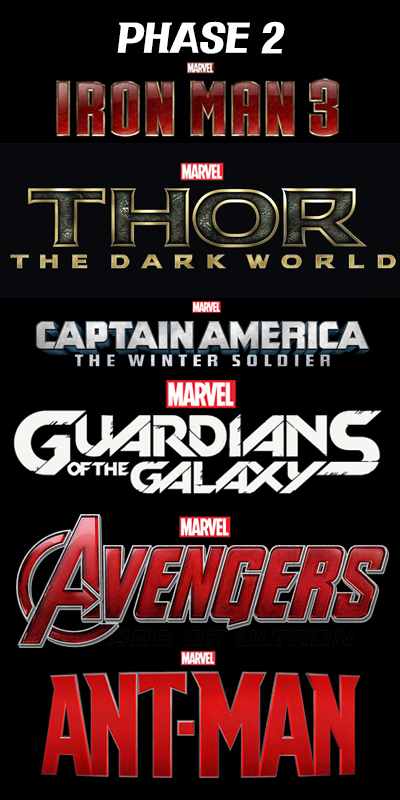 PHASE 2
MARVEL
IRON MAN 3
MARVEL
THOR
THE DARK WORLD
MARVEL
CAPTAIN AMERICA
THE WINTER SOLDIER
MARVEL
GUARDIANS
OF THE GALAXY
MARVEL
AVENGERS
AGE OF ULTRON
MARVEL
ANT-MAN